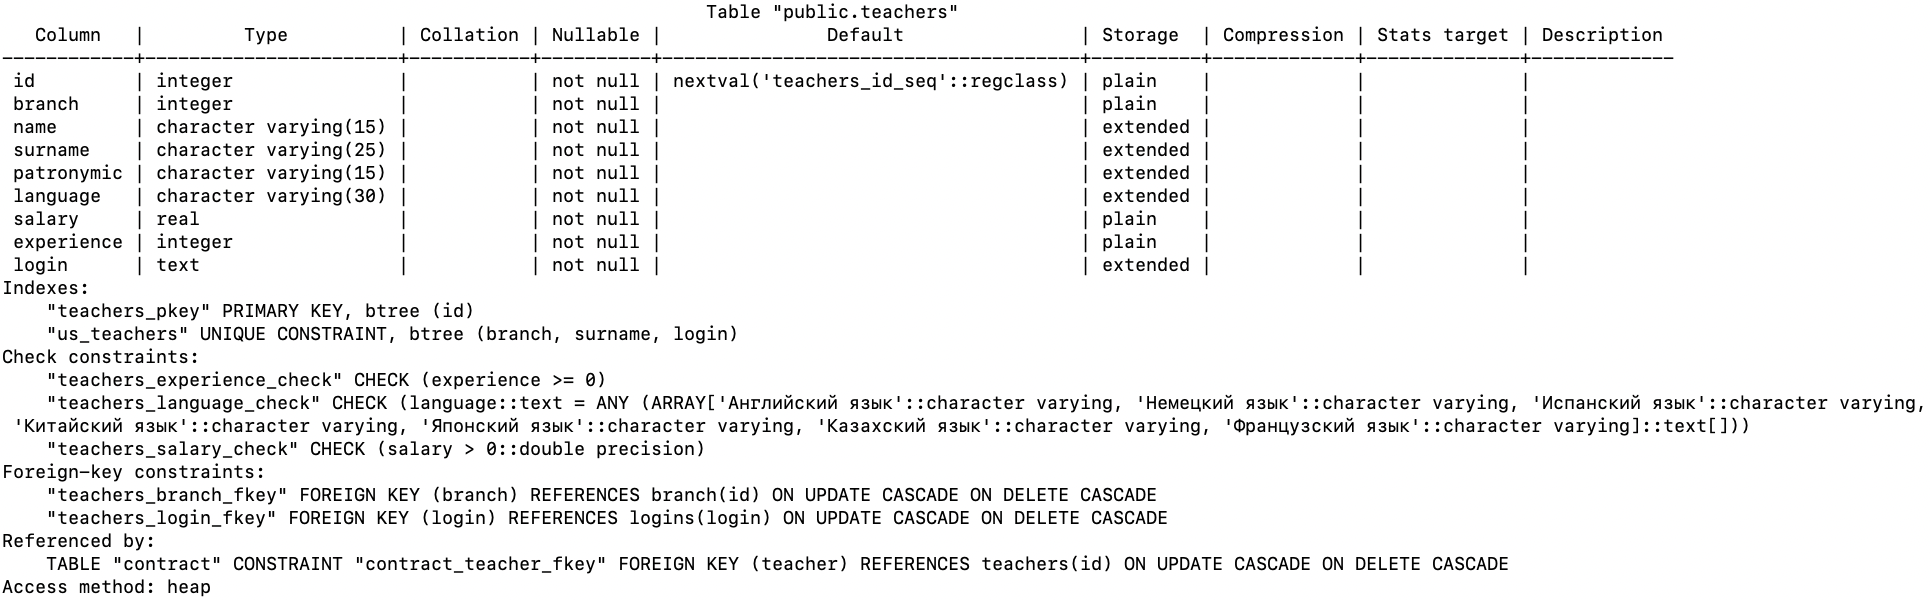 Table "public.teachers"
Column | Type | Collation | Nullable | Default | Storage | Compression | Stats target | Description
------------+-----------------------+-----------+----------+--------------------------------------+----------+-------------+--------------+-------------
id | integer | | not null | nextval('teachers_id_seq'::regclass) | plain | | |
branch | integer | | not null | | plain | | |
name | character varying(15) | | not null | | extended | | |
surname | character varying(25) | | not null | | extended | | |
patronymic | character varying(15) | | not null | | extended | | |
language | character varying(30) | | not null | | extended | | |
salary | real | | not null | | plain | | |
experience | integer | | not null | | plain | | |
login | text | | not null | | extended | | |
Indexes:
"teachers_pkey" PRIMARY KEY, btree (id)
"us_teachers" UNIQUE CONSTRAINT, btree (branch, surname, login)
Check constraints:
"teachers_experience_check" CHECK (experience >= 0)
"teachers_language_check" CHECK (language::text = ANY (ARRAY['Английский язык'::character varying, 'Немецкий язык'::character varying, 'Испанский язык'::character varying,
'Китайский язык'::character varying, 'Японский язык'::character varying, 'Казахский язык'::character varying, 'Французский язык'::character varying]::text[]))
"teachers_salary_check" CHECK (salary > 0::double precision)
Foreign-key constraints:
"teachers_branch_fkey" FOREIGN KEY (branch) REFERENCES branch(id) ON UPDATE CASCADE ON DELETE CASCADE
"teachers_login_fkey" FOREIGN KEY (login) REFERENCES logins(login) ON UPDATE CASCADE ON DELETE CASCADE
Referenced by:
TABLE "contract" CONSTRAINT "contract_teacher_fkey" FOREIGN KEY (teacher) REFERENCES teachers(id) ON UPDATE CASCADE ON DELETE CASCADE
Access method: heap